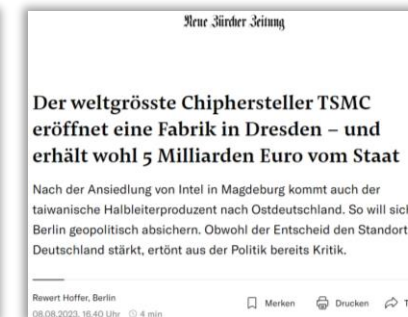 Neue Zürcher Zeitung
Der weltgrösste Chiphersteller TSMC
eröffnet eine Fabrik in Dresden – und
erhält wohl 5 Milliarden Euro vom Staat
Nach der Ansiedlung von Intel in Magdeburg kommt auch der
taiwanische Halbleiterproduzent nach Ostdeutschland. So will sich
Berlin geopolitisch absichern. Obwohl der Entscheid den Standort
Deutschland stärkt, ertönt aus der Politik bereits Kritik.
Rewert Hoffer, Berlin
Merken Drucken
08.08.2023, 16.40 Uhr 4 min